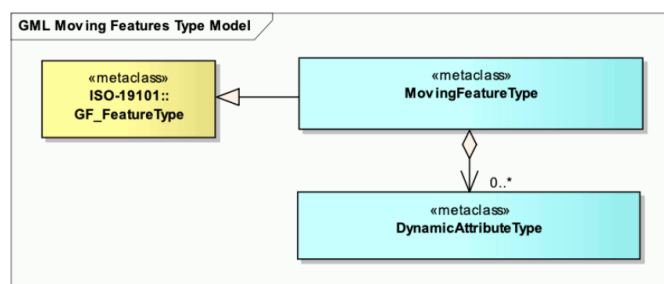 GML Moving Features Type Model
«metaclass»
ISO-19101::
GF_FeatureType
«metaclass»
MovingFeatureType
0..*
«metaclass»
DynamicAttributeType